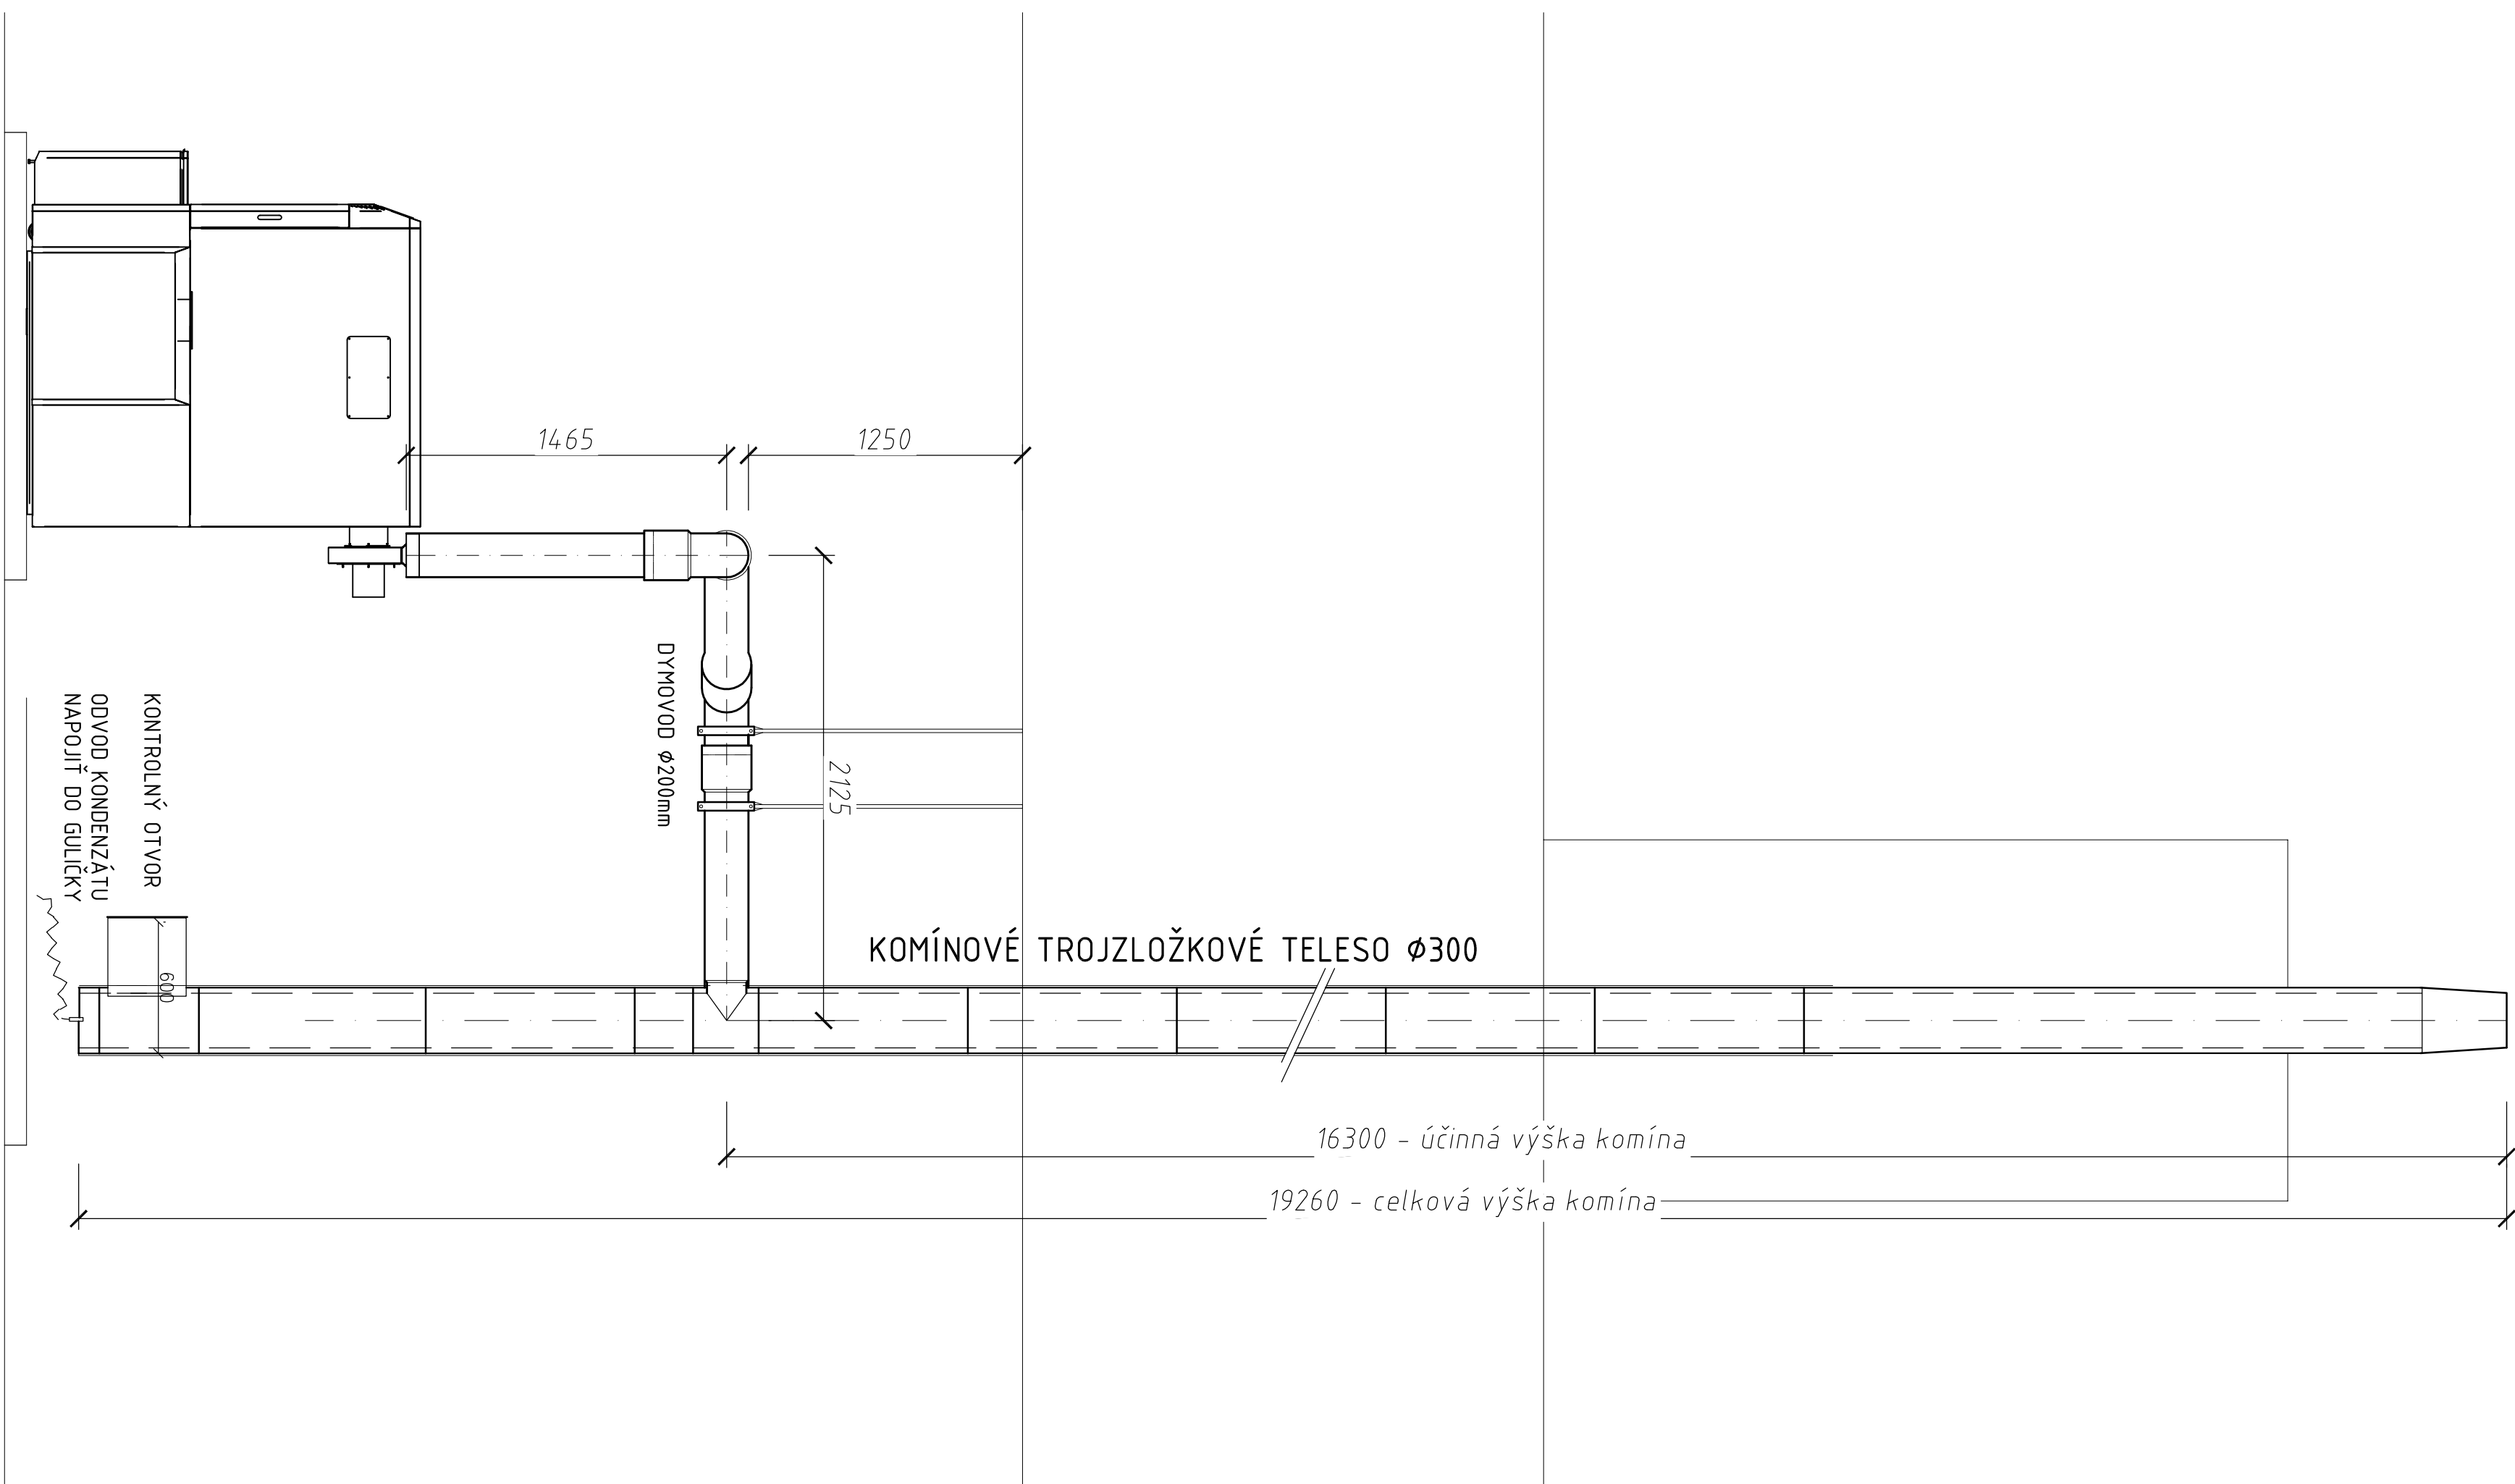 1465
1250
DYMOVOD ø200mm
2125
KONTROLNÝ OTVOR
ODVOD KONDENZÁTU
NAPOJIŤ DO GULIČKY
600
KOMÍNOVÉ TROJZLOŽKOVÉ TELESO ø300
16300 - účinná výška komína
19260 - celková výška komína